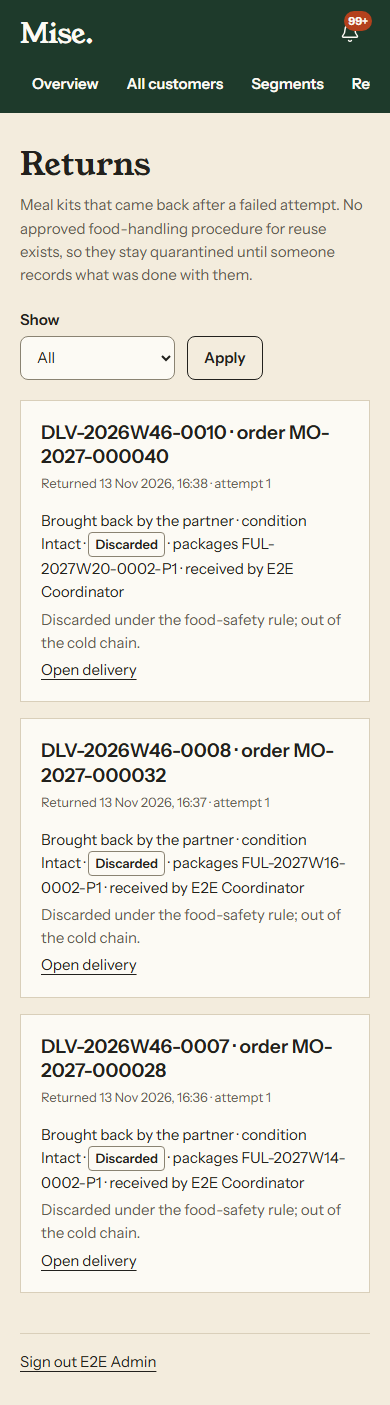 Mise.
99+
Overview All customers Segments Re
Returns
Meal kits that came back after a failed attempt. No
approved food-handling procedure for reuse
exists, so they stay quarantined until someone
records what was done with them.
Show
All
Apply
DLV-2026W46-0010 · order MO-
2027-000040
Returned 13 Nov 2026, 16:38 · attempt 1
Brought back by the partner · condition
Intact · Discarded · packages FUL-
2027W20-0002-P1 · received by E2E
Coordinator
Discarded under the food-safety rule; out of
the cold chain.
Open delivery
DLV-2026W46-0008 · order MO-
2027-000032
Returned 13 Nov 2026, 16:37 · attempt 1
Brought back by the partner · condition
Intact · Discarded · packages FUL-2027W16-
0002-P1 · received by E2E Coordinator
Discarded under the food-safety rule; out of
the cold chain.
Open delivery
DLV-2026W46-0007 · order MO-
2027-000028
Returned 13 Nov 2026, 16:36 · attempt 1
Brought back by the partner · condition
Intact · Discarded · packages FUL-2027W14-
0002-P1 · received by E2E Coordinator
Discarded under the food-safety rule; out of
the cold chain.
Open delivery
Sign out E2E Admin